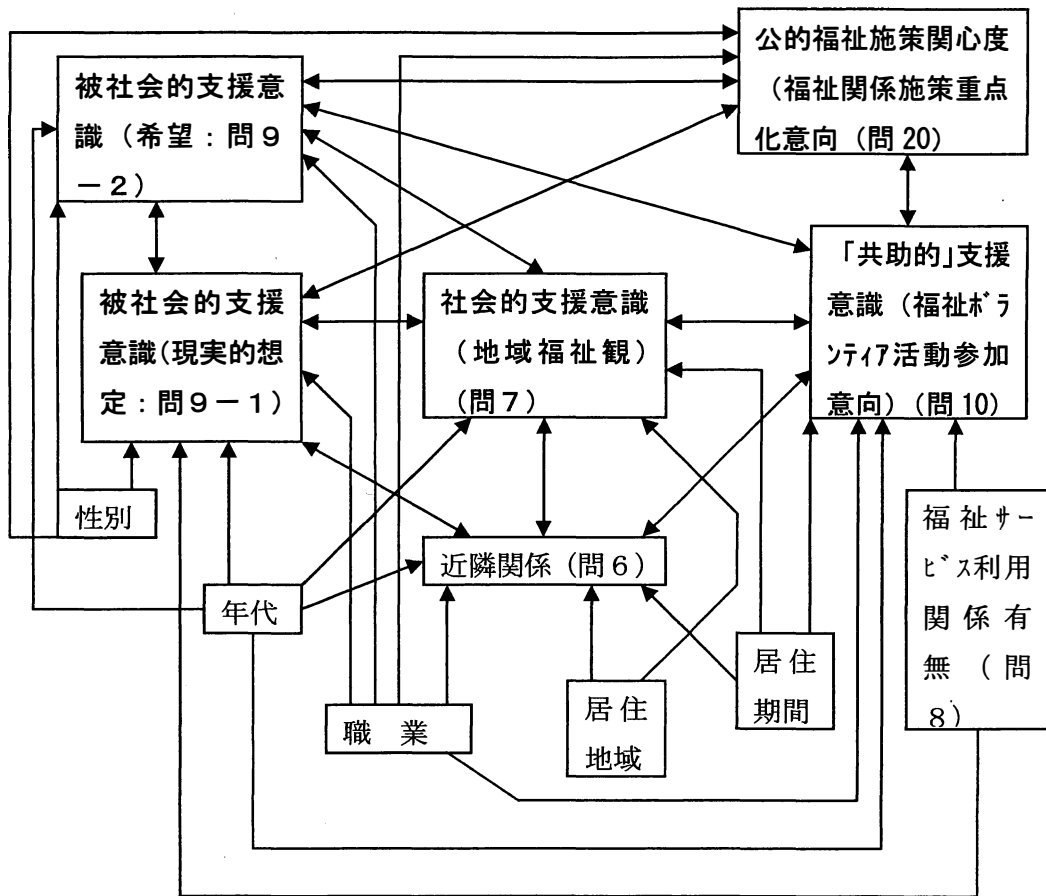 公的福祉施策関心度
（福祉関係施策重点
化意向（問20）
被社会的支援意
識（希望：問９
－２）
「共助的」支援
意識（福祉ﾎﾞﾗ
ﾝﾃｨｱ活動参加
意向）（問10）
被社会的支援
意識（現実的想
定：問９－１）
社会的支援意識
（地域福祉観）
（問７）
性別
福祉サー
ﾋﾞｽ利用
関係有
無（問
８）
近隣関係（問６）
年代
居住
期間
居住
地域
職　業